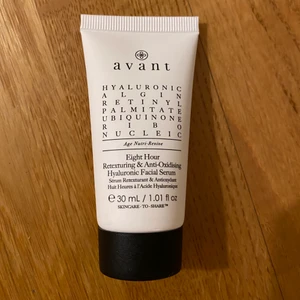 avant
HYALURONIC
ALGIN
RETINYL
PALMITATE
UBIQUINONE
RIBO
NUCLEIC
Age Nutri-Revive
Eight Hour
Retexturing & Anti-Oxidising
Hyaluronic Facial Serum
Sérum Retexturant & Antioxydant
Huit Heures à l'Acide Hyaluronique
℮ 30 mL / 1.01 fl oz
SKINCARE-TO-SHARE™